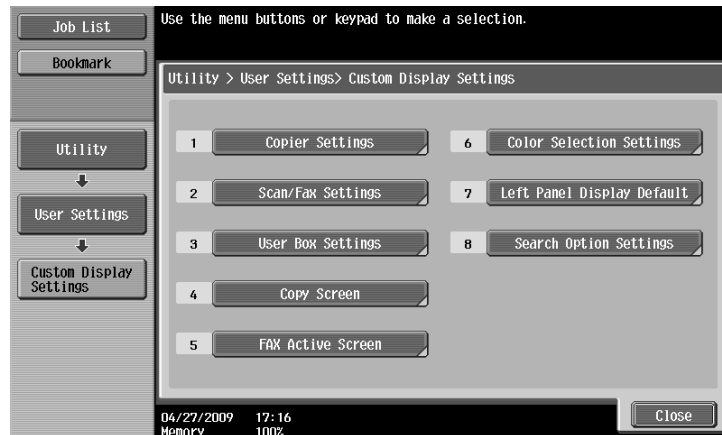 Job List
Bookmark
Use the menu buttons or keypad to make a selection.
Utility > User Settings> Custom Display Settings
Utility
User Settings
Custom Display
Settings
1 Copier Settings
2 Scan/Fax Settings
3 User Box Settings
4 Copy Screen
5 FAX Active Screen
6 Color Selection Settings
7 Left Panel Display Default
8 Search Option Settings
04/27/2009 17:16
Memory 100%
Close